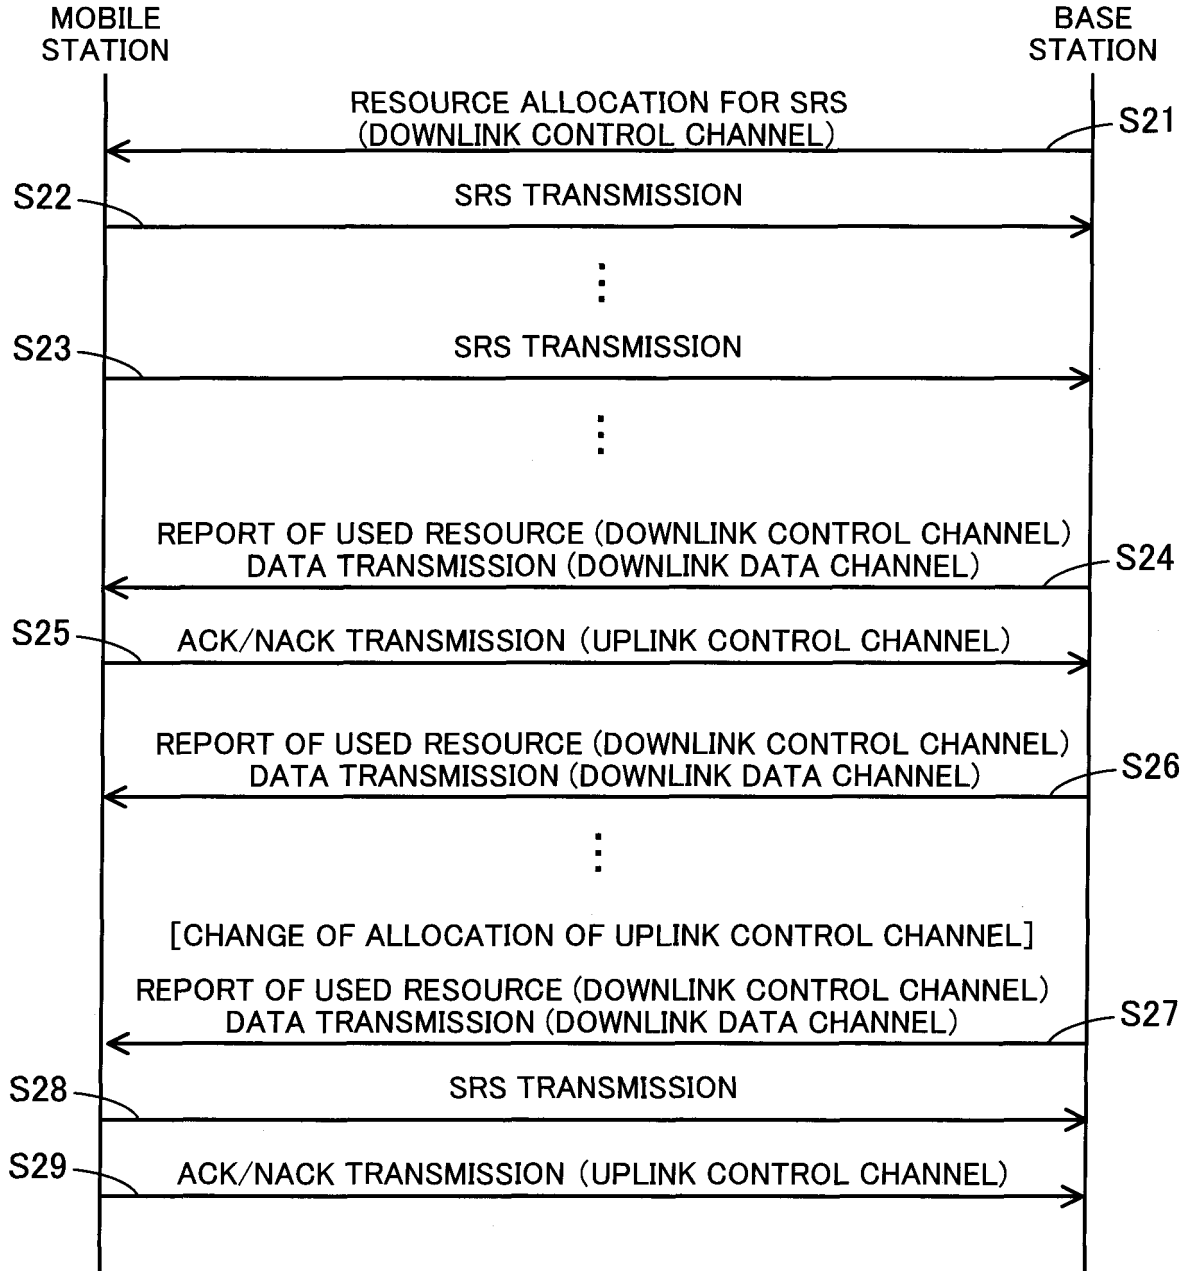 MOBILE
STATION
BASE
STATION
RESOURCE ALLOCATION FOR SRS
(DOWNLINK CONTROL CHANNEL)
S21
S22
SRS TRANSMISSION
S23
SRS TRANSMISSION
REPORT OF USED RESOURCE (DOWNLINK CONTROL CHANNEL)
DATA TRANSMISSION (DOWNLINK DATA CHANNEL)
S24
S25
ACK/NACK TRANSMISSION (UPLINK CONTROL CHANNEL)
REPORT OF USED RESOURCE (DOWNLINK CONTROL CHANNEL)
DATA TRANSMISSION (DOWNLINK DATA CHANNEL)
S26
[CHANGE OF ALLOCATION OF UPLINK CONTROL CHANNEL]
REPORT OF USED RESOURCE (DOWNLINK CONTROL CHANNEL)
DATA TRANSMISSION (DOWNLINK DATA CHANNEL)
S27
S28
SRS TRANSMISSION
S29
ACK/NACK TRANSMISSION (UPLINK CONTROL CHANNEL)